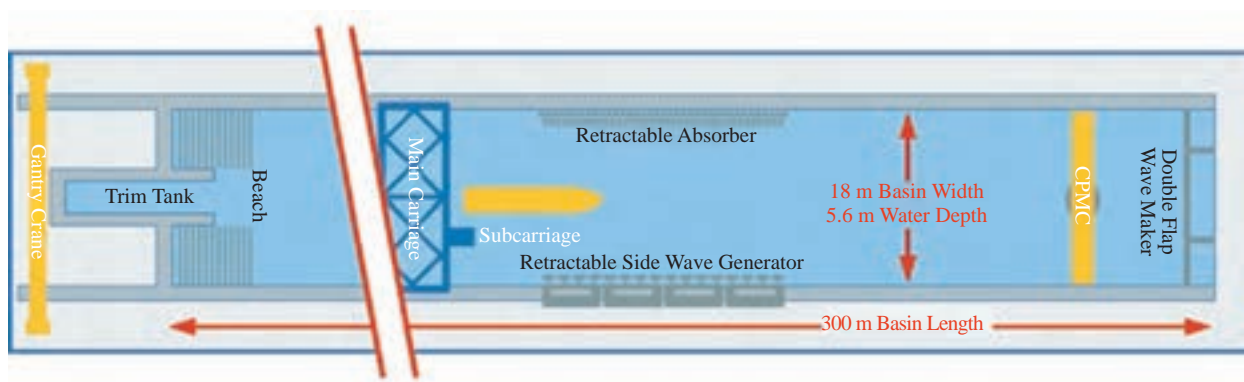 Gantry Crane
Trim Tank
Beach
Main Carriage
Retractable Absorber
Subcarriage
Retractable Side Wave Generator
18 m Basin Width
5.6 m Water Depth
CPMC
Double Flap
Wave Maker
300 m Basin Length